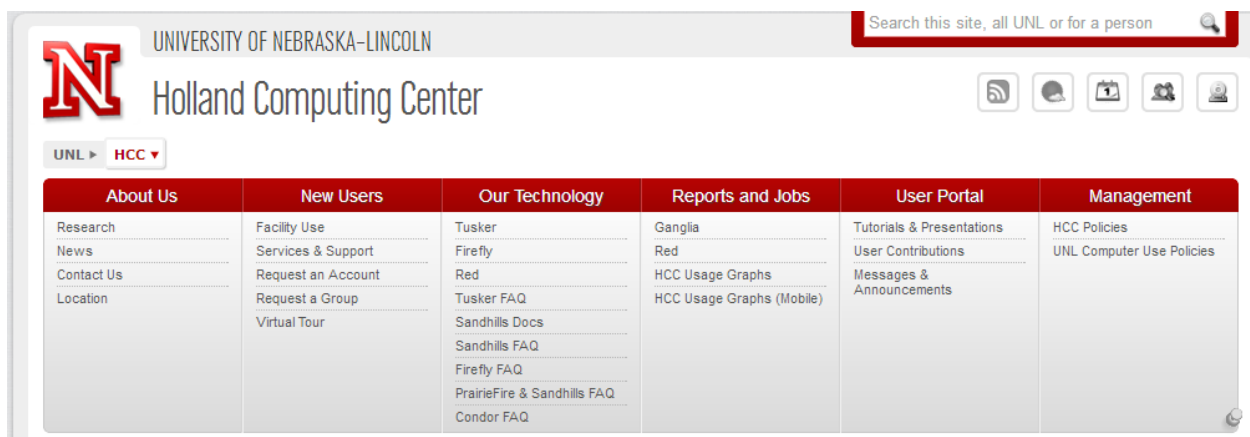 Search this site, all UNL or for a person
N
UNIVERSITY OF NEBRASKA–LINCOLN
Holland Computing Center
1
UNL
HCC
About Us
Research
News
Contact Us
Location
New Users
Facility Use
Services & Support
Request an Account
Request a Group
Virtual Tour
Our Technology
Tusker
Firefly
Red
Tusker FAQ
Sandhills Docs
Sandhills FAQ
Firefly FAQ
PrairieFire & Sandhills FAQ
Condor FAQ
Reports and Jobs
Ganglia
Red
HCC Usage Graphs
HCC Usage Graphs (Mobile)
User Portal
Tutorials & Presentations
User Contributions
Messages &
Announcements
Management
HCC Policies
UNL Computer Use Policies